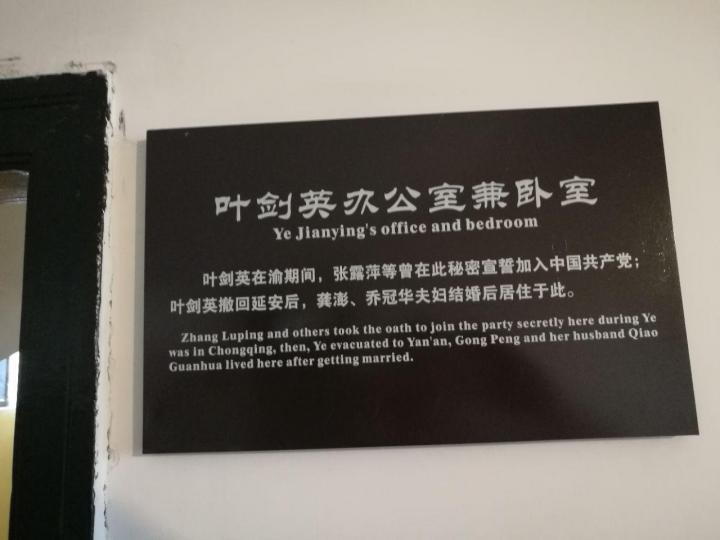 叶剑英办公室兼卧室
Ye Jianying's office and bedroom
叶剑英在渝期间，张露萍等曾在此秘密宣誓加入中国共产党；
叶剑英撤回延安后，龚澎、乔冠华夫妇结婚后居住于此。
Zhang Luping and others took the oath to join the party secretly here during Ye
was in Chongqing, then, Ye evacuated to Yan'an, Gong Peng and her husband Qiao
Guanhua lived here after getting married.